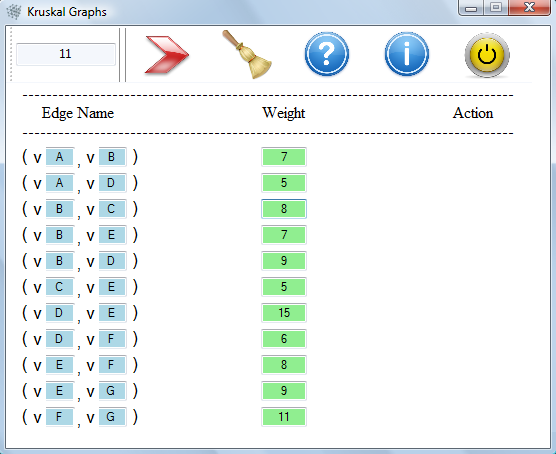 Kruskal Graphs
11
Edge Name Weight Action
( v A , v B ) 7
( v A , v D ) 5
( v B , v C ) 8
( v B , v E ) 7
( v B , v D ) 9
( v C , v E ) 5
( v D , v E ) 15
( v D , v F ) 6
( v E , v F ) 8
( v E , v G ) 9
( v F , v G ) 11